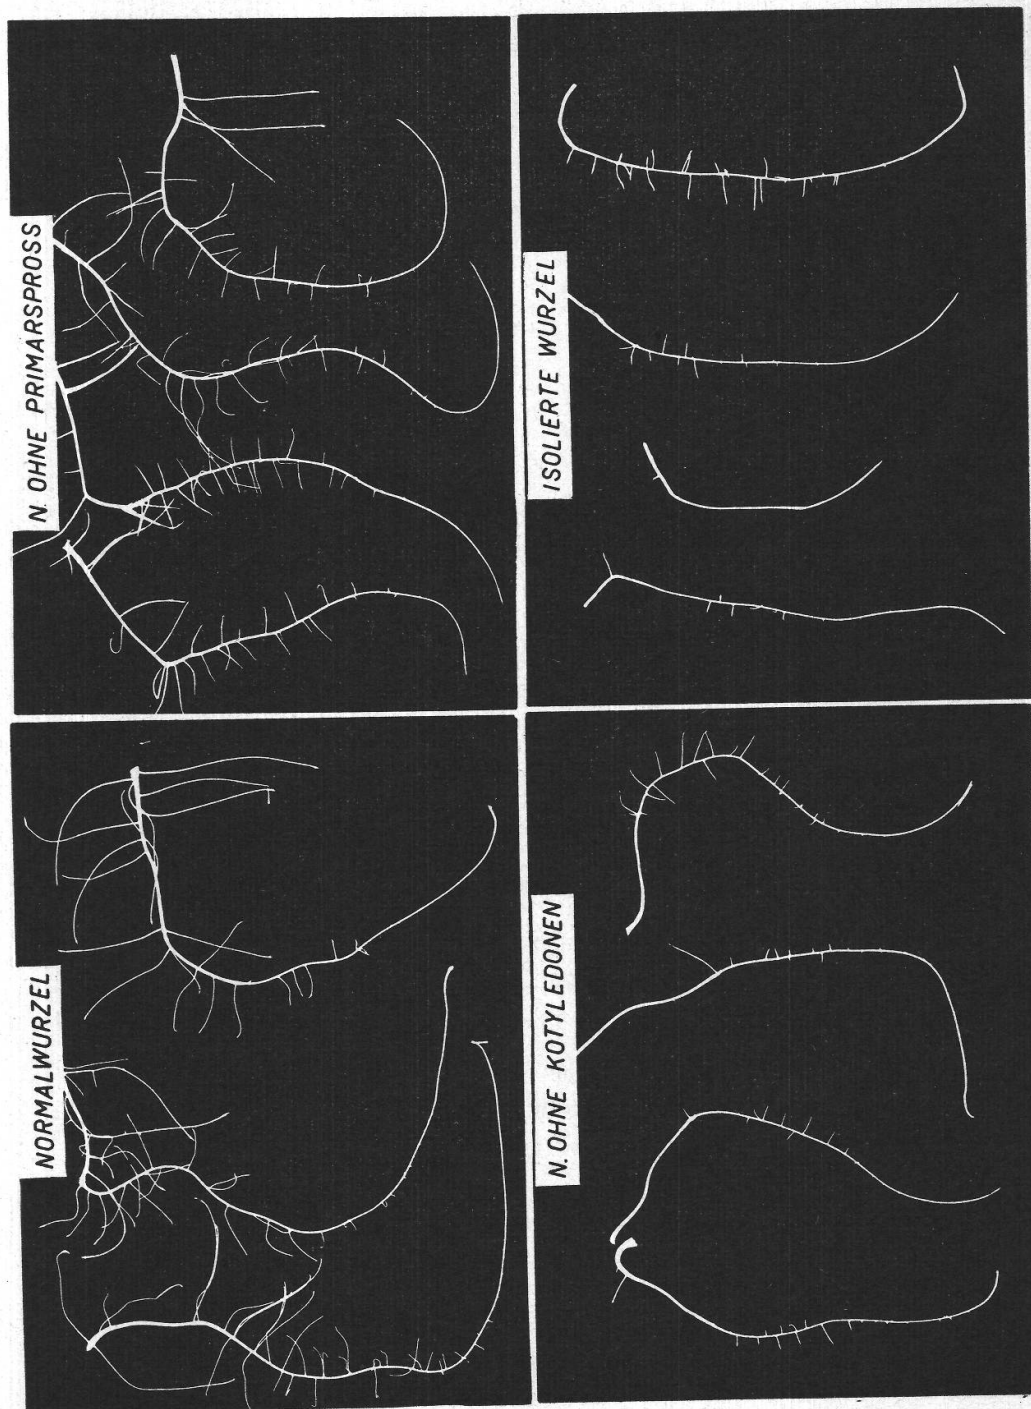 NORMALWURZEL
N. OHNE PRIMARSPROSS
N. OHNE KOTYLEDONEN
ISOLIERTE WURZEL